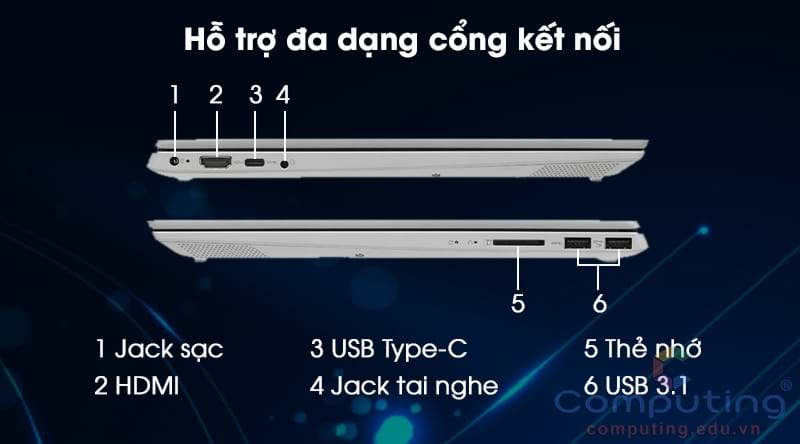 Hỗ trợ đa dạng cổng kết nối
1 2 3 4
5 6
1 Jack sạc 3 USB Type-C 5 Thẻ nhớ
2 HDMI 4 Jack tai nghe 6 USB 3.1
Computing®
computing.edu.vn